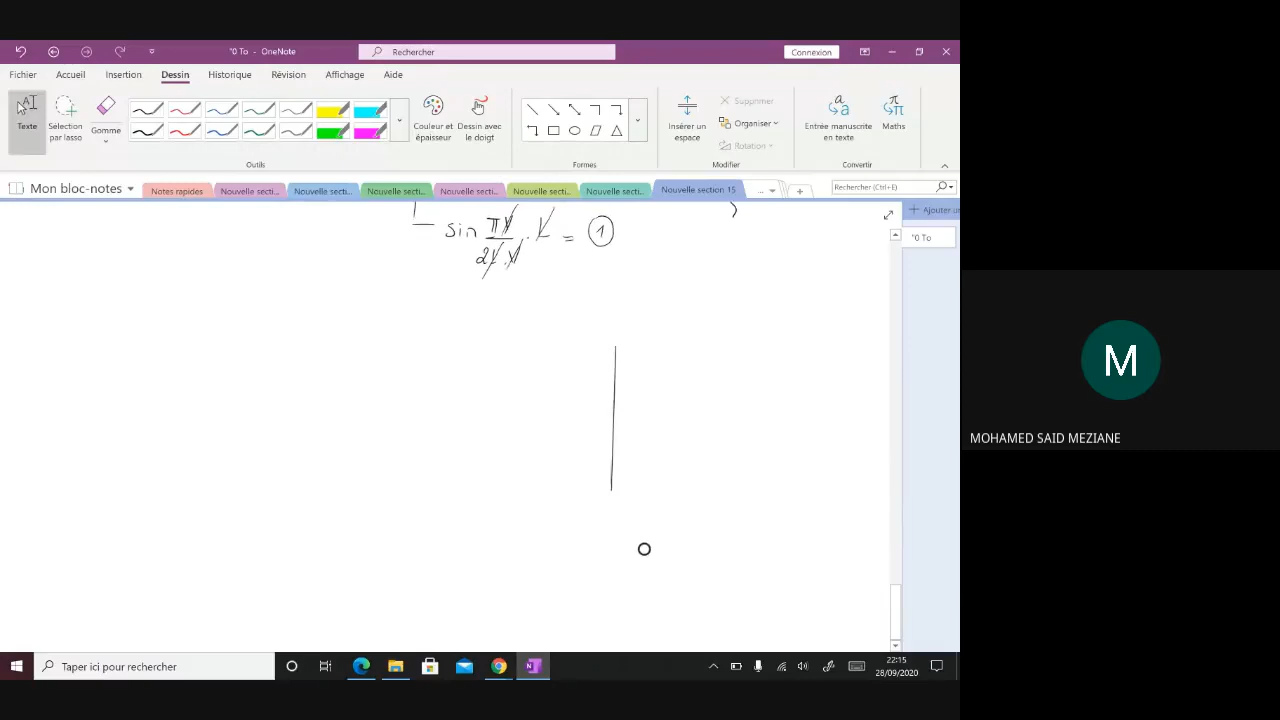 "0 To - OneNote
Rechercher
Connexion
Fichier Accueil Insertion Dessin Historique Révision Affichage Aide
Texte
Sélection par lasso
Gomme
Couleur et épaisseur
Dessin avec le doigt
Insérer un espace
Supprimer
Organiser
Rotation
Entrée manuscrite en texte
Maths
Outils
Formes
Modifier
Convertir
Mon bloc-notes
Notes rapides
Nouvelle secti...
Nouvelle secti...
Nouvelle secti...
Nouvelle secti...
Nouvelle secti...
Nouvelle secti...
Nouvelle section 15
...
Rechercher (Ctrl+E)
Ajouter un
"0 To
= 1
sin
M
MOHAMED SAID MEZIANE
Taper ici pour rechercher
22:15
28/09/2020